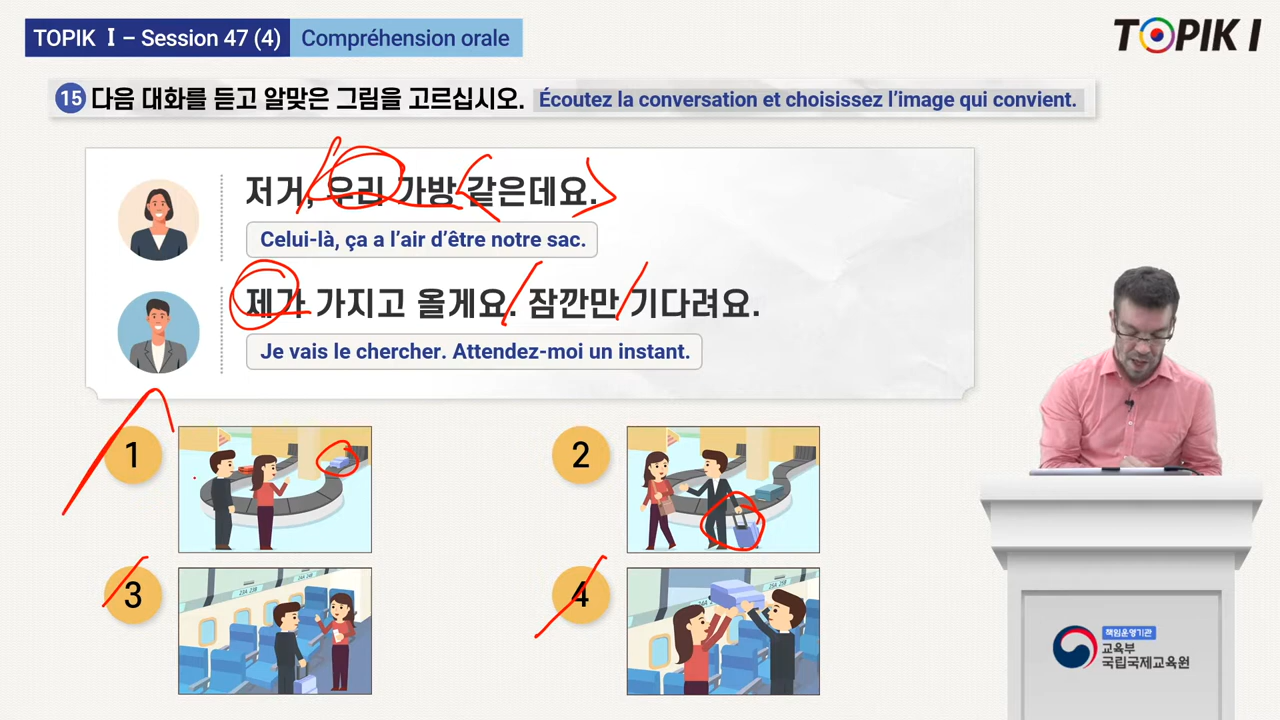 TOPIK Ⅰ – Session 47 (4) Compréhension orale
TOPIK I
15 다음 대화를 듣고 알맞은 그림을 고르십시오. Écoutez la conversation et choisissez l'image qui convient.
저거, 우리 가방 같은데요.
Celui-là, ça a l'air d'être notre sac.
제가 가지고 올게요. 잠깐만 기다려요.
Je vais le chercher. Attendez-moi un instant.
1
2
3
4
책임운영기관
교육부
국립국제교육원